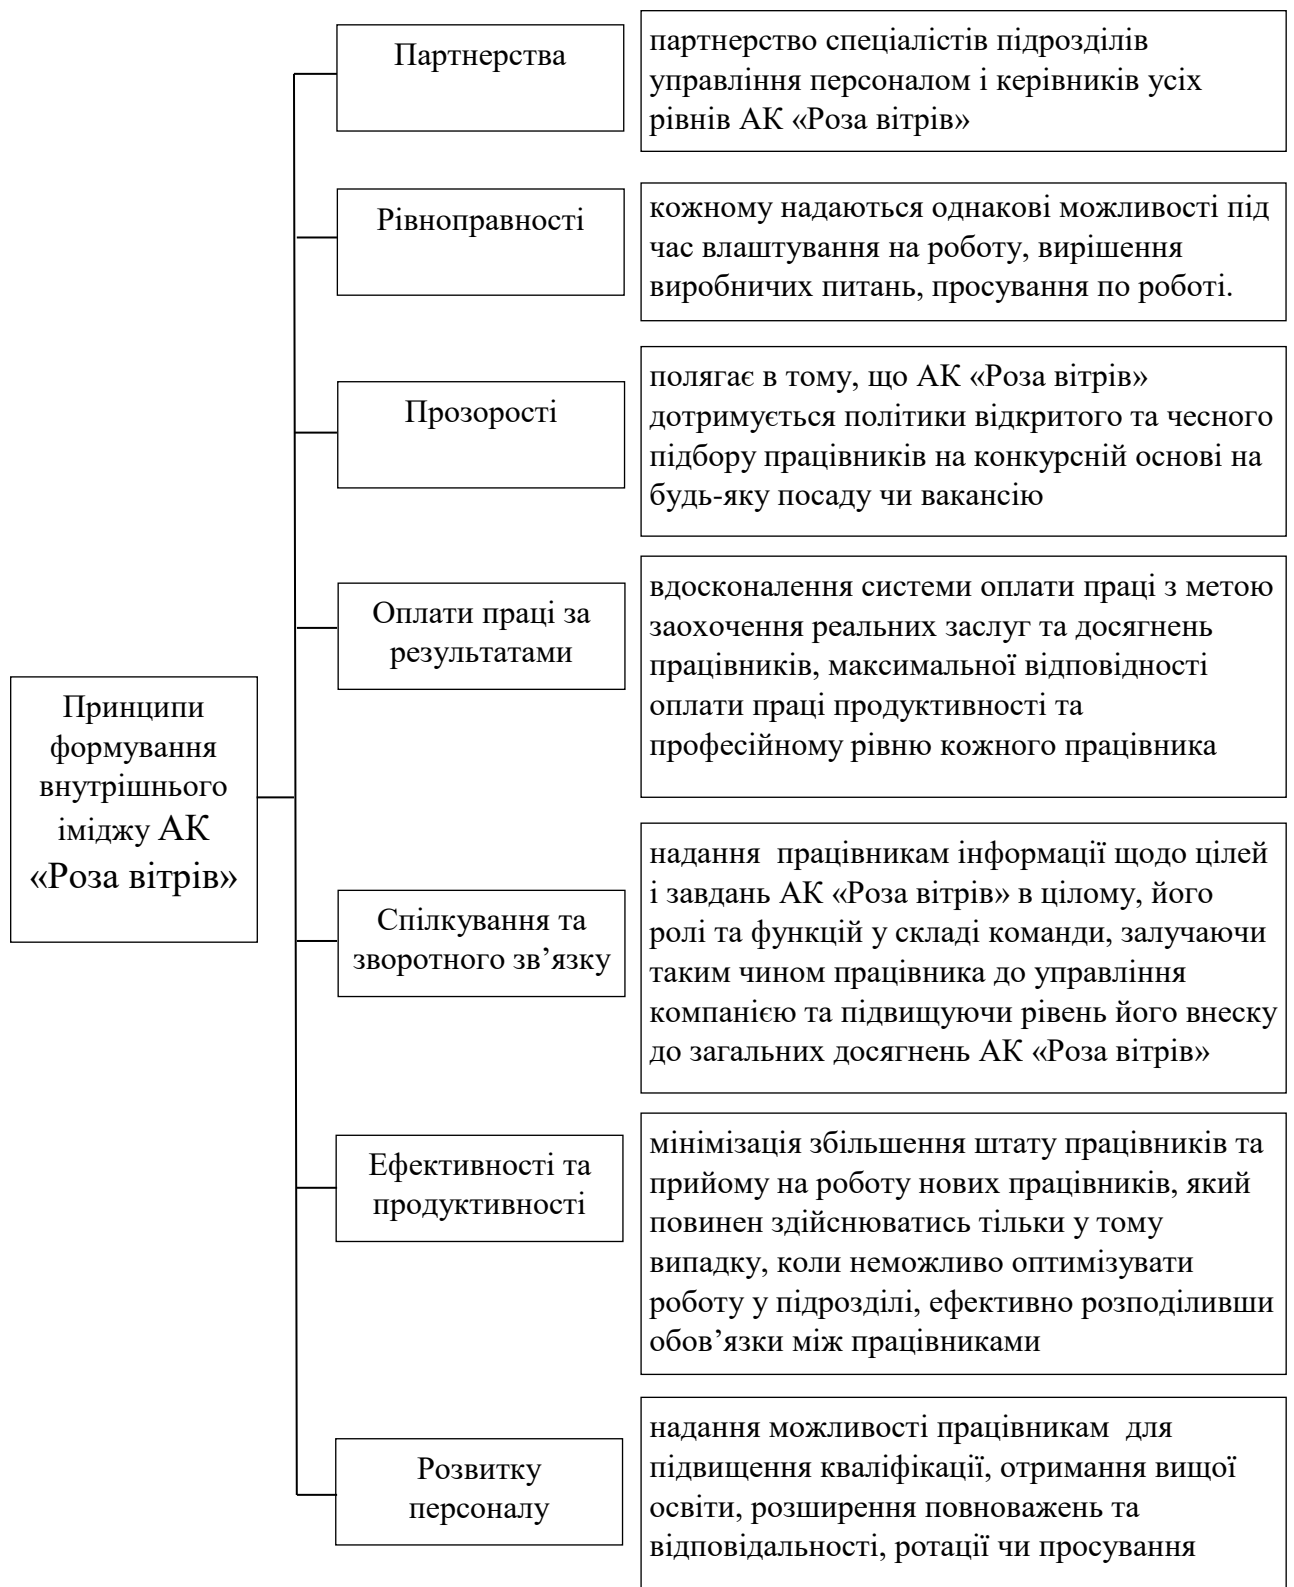 Принципи
формування
внутрішнього
іміджу АК
«Роза вітрів»
Партнерства
партнерство спеціалістів підрозділів
управління персоналом і керівників усіх
рівнів АК «Роза вітрів»
Рівноправності
кожному надаються однакові можливості під
час влаштування на роботу, вирішення
виробничих питань, просування по роботі.
Прозорості
полягає в тому, що АК «Роза вітрів»
дотримується політики відкритого та чесного
підбору працівників на конкурсній основі на
будь-яку посаду чи вакансію
Оплати праці за
результатами
вдосконалення системи оплати праці з метою
заохочення реальних заслуг та досягнень
працівників, максимальної відповідності
оплати праці продуктивності та
професійному рівню кожного працівника
Спілкування та
зворотного зв’язку
надання  працівникам інформації щодо цілей
і завдань АК «Роза вітрів» в цілому, його
ролі та функцій у складі команди, залучаючи
таким чином працівника до управління
компанією та підвищуючи рівень його внеску
до загальних досягнень АК «Роза вітрів»
Ефективності та
продуктивності
мінімізація збільшення штату працівників та
прийому на роботу нових працівників, який
повинен здійснюватись тільки у тому
випадку, коли неможливо оптимізувати
роботу у підрозділі, ефективно розподіливши
обов’язки між працівниками
Розвитку
персоналу
надання можливості працівникам  для
підвищення кваліфікації, отримання вищої
освіти, розширення повноважень та
відповідальності, ротації чи просування